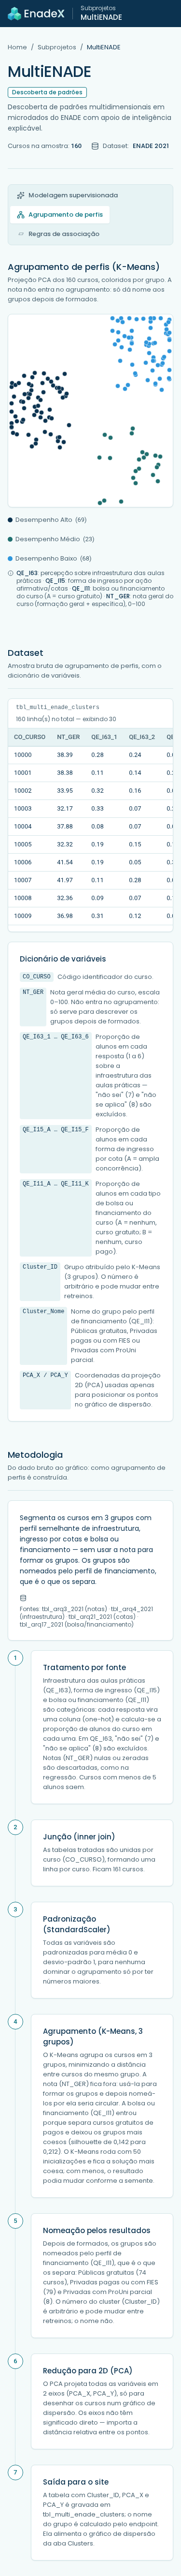 EnadeX
Subprojetos
MultiENADE
Home / Subprojetos / MultiENADE
MultiENADE
Descoberta de padrões
Descoberta de padrões multidimensionais em
microdados do ENADE com apoio de inteligência
explicável.
Cursos na amostra 160 Dataset: ENADE 2021
Modelagem supervisionada
Agrupamento de perfis
Regras de associação
Agrupamento de perfis (K-Means)
Projeção PCA dos 160 cursos, coloridos por grupo. A
nota não entra no agrupamento: só dá nome aos
grupos depois de formados.
Desempenho Alto (69)
Desempenho Médio (23)
Desempenho Baixo (68)
QE_I63: percepção sobre infraestrutura das aulas
práticas · QE_I15: forma de ingresso por ação
afirmativa/cotas · QE_I11: bolsa ou financiamento
do curso (A = curso gratuito) · NT_GER: nota geral do
curso (formação geral + específica), 0–100
Dataset
Amostra bruta de agrupamento de perfis, com o
dicionário de variáveis.
tbl_multi_enade_clusters
160 linha(s) no total — exibindo 30
CO_CURSO NT_GER QE_I63_1 QE_I63_2
10000 38.39 0.28 0.24
10001 38.38 0.11 0.14
10002 33.95 0.32 0.16
10003 32.17 0.33 0.07
10004 37.88 0.08 0.07
10005 32.32 0.19 0.15
10006 41.54 0.19 0.05
10007 41.97 0.11 0.28
10008 32.36 0.09 0.07
10009 36.98 0.31 0.12
Dicionário de variáveis
CO_CURSO Código identificador do curso.
NT_GER Nota geral média do curso, escala
0–100. Não entra no agrupamento:
só serve para descrever os
grupos depois de formados.
QE_I63_1 … QE_I63_6 Proporção de
alunos em cada
resposta (1 a 6)
sobre a
infraestrutura das
aulas práticas —
"não sei" (7) e "não
se aplica" (8) são
excluídos.
QE_I15_A … QE_I15_F Proporção de
alunos em cada
forma de ingresso
por cota (A = ampla
concorrência).
QE_I11_A … QE_I11_K Proporção de
alunos em cada tipo
de bolsa ou
financiamento do
curso (A = nenhum,
curso gratuito; B =
nenhum, curso
pago).
Cluster_ID Grupo atribuído pelo K-Means
(3 grupos). O número é
arbitrário e pode mudar entre
retreinos.
Cluster_Nome Nome do grupo pelo perfil
de financiamento (QE_I11):
Públicas gratuitas, Privadas
pagas ou com FIES ou
Privadas com ProUni
parcial.
PCA_X / PCA_Y Coordenadas da projeção
2D (PCA) usadas apenas
para posicionar os pontos
no gráfico de dispersão.
Metodologia
Do dado bruto ao gráfico: como agrupamento de
perfis é construída.
Segmenta os cursos em 3 grupos com
perfil semelhante de infraestrutura,
ingresso por cotas e bolsa ou
financiamento — sem usar a nota para
formar os grupos. Os grupos são
nomeados pelo perfil de financiamento,
que é o que os separa.
Fontes: tbl_arq3_2021 (notas) · tbl_arq4_2021
(infraestrutura) · tbl_arq21_2021 (cotas) ·
tbl_arq17_2021 (bolsa/financiamento)
1
Tratamento por fonte
Infraestrutura das aulas práticas
(QE_I63), forma de ingresso (QE_I15)
e bolsa ou financiamento (QE_I11)
são categóricas: cada resposta vira
uma coluna (one-hot) e calcula-se a
proporção de alunos do curso em
cada uma. Em QE_I63, "não sei" (7) e
"não se aplica" (8) são excluídos.
Notas (NT_GER) nulas ou zeradas
são descartadas, como na
regressão. Cursos com menos de 5
alunos saem.
2
Junção (inner join)
As tabelas tratadas são unidas por
curso (CO_CURSO), formando uma
linha por curso. Ficam 161 cursos.
3
Padronização
(StandardScaler)
Todas as variáveis são
padronizadas para média 0 e
desvio-padrão 1, para nenhuma
dominar o agrupamento só por ter
números maiores.
4
Agrupamento (K-Means, 3
grupos)
O K-Means agrupa os cursos em 3
grupos, minimizando a distância
entre cursos do mesmo grupo. A
nota (NT_GER) fica fora: usá-la para
formar os grupos e depois nomeá-
los por ela seria circular. A bolsa ou
financiamento (QE_I11) entrou
porque separa cursos gratuitos de
pagos e deixou os grupos mais
coesos (silhouette de 0,142 para
0,212). O K-Means roda com 50
inicializações e fica a solução mais
coesa; com menos, o resultado
podia mudar conforme a semente.
5
Nomeação pelos resultados
Depois de formados, os grupos são
nomeados pelo perfil de
financiamento (QE_I11), que é o que
os separa: Públicas gratuitas (74
cursos), Privadas pagas ou com FIES
(79) e Privadas com ProUni parcial
(8). O número do cluster (Cluster_ID)
é arbitrário e pode mudar entre
retreinos; o nome não.
6
Redução para 2D (PCA)
O PCA projeta todas as variáveis em
2 eixos (PCA_X, PCA_Y), só para
desenhar os cursos num gráfico de
dispersão. Os eixos não têm
significado direto — importa a
distância relativa entre os pontos.
7
Saída para o site
A tabela com Cluster_ID, PCA_X e
PCA_Y é gravada em
tbl_multi_enade_clusters; o nome
do grupo é calculado pelo endpoint.
Ela alimenta o gráfico de dispersão
da aba Clusters.